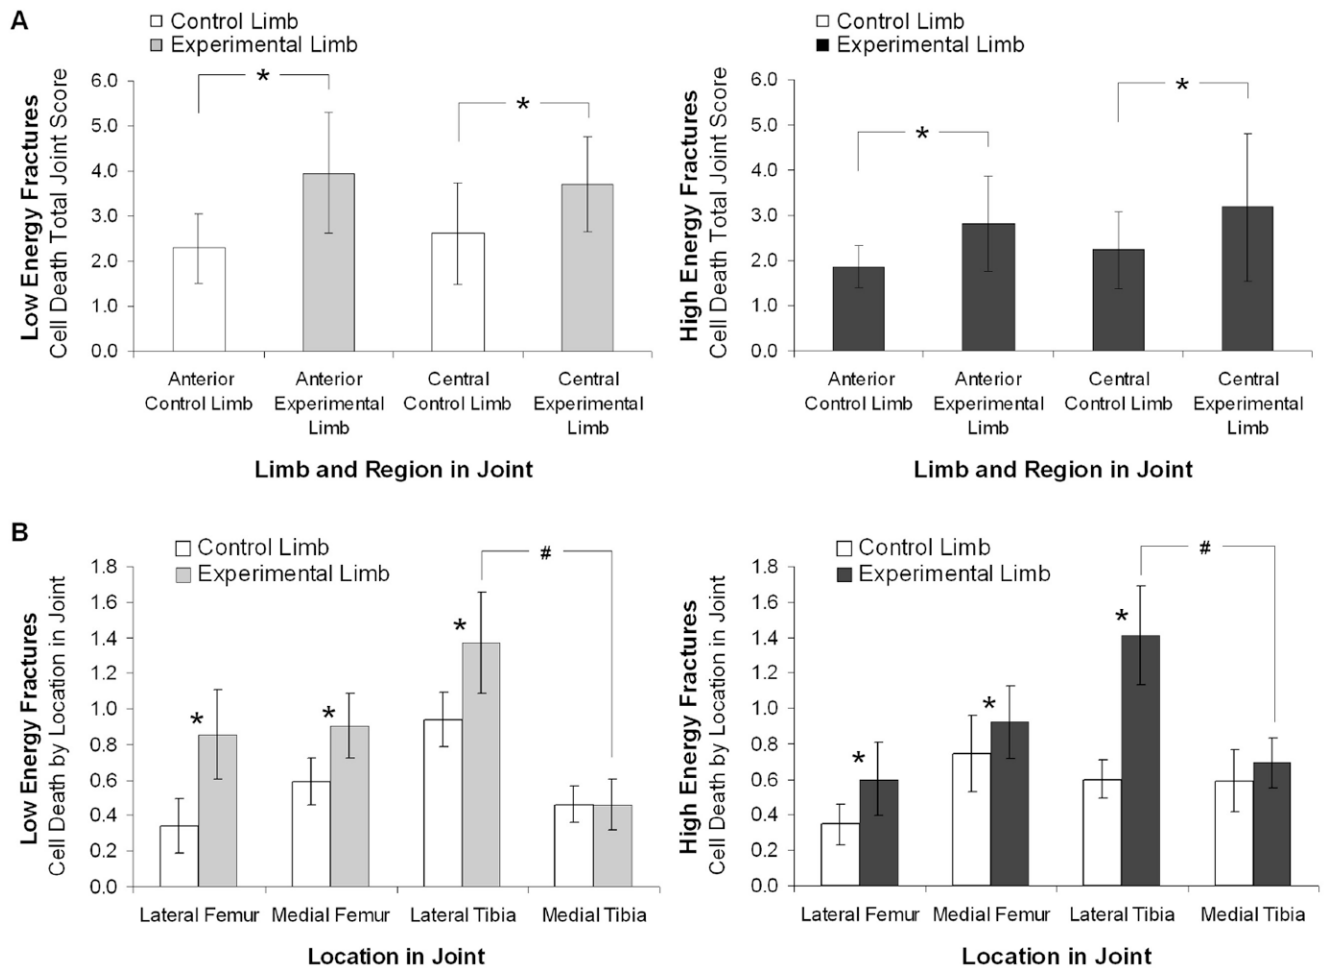 A
Control Limb
Experimental Limb
Low Energy Fractures
Cell Death Total Joint Score
6.0
5.0
4.0
3.0
2.0
1.0
0.0
*
*
Anterior Control Limb
Anterior Experimental Limb
Central Control Limb
Central Experimental Limb
Limb and Region in Joint
Control Limb
Experimental Limb
High Energy Fractures
Cell Death Total Joint Score
6.0
5.0
4.0
3.0
2.0
1.0
0.0
*
*
Anterior Control Limb
Anterior Experimental Limb
Central Control Limb
Central Experimental Limb
Limb and Region in Joint
B
Control Limb
Experimental Limb
Low Energy Fractures
Cell Death by Location in Joint
1.8
1.6
1.4
1.2
1.0
0.8
0.6
0.4
0.2
0.0
*
*
*
#
Lateral Femur
Medial Femur
Lateral Tibia
Medial Tibia
Location in Joint
Control Limb
Experimental Limb
High Energy Fractures
Cell Death by Location in Joint
1.8
1.6
1.4
1.2
1.0
0.8
0.6
0.4
0.2
0.0
*
*
*
#
Lateral Femur
Medial Femur
Lateral Tibia
Medial Tibia
Location in Joint